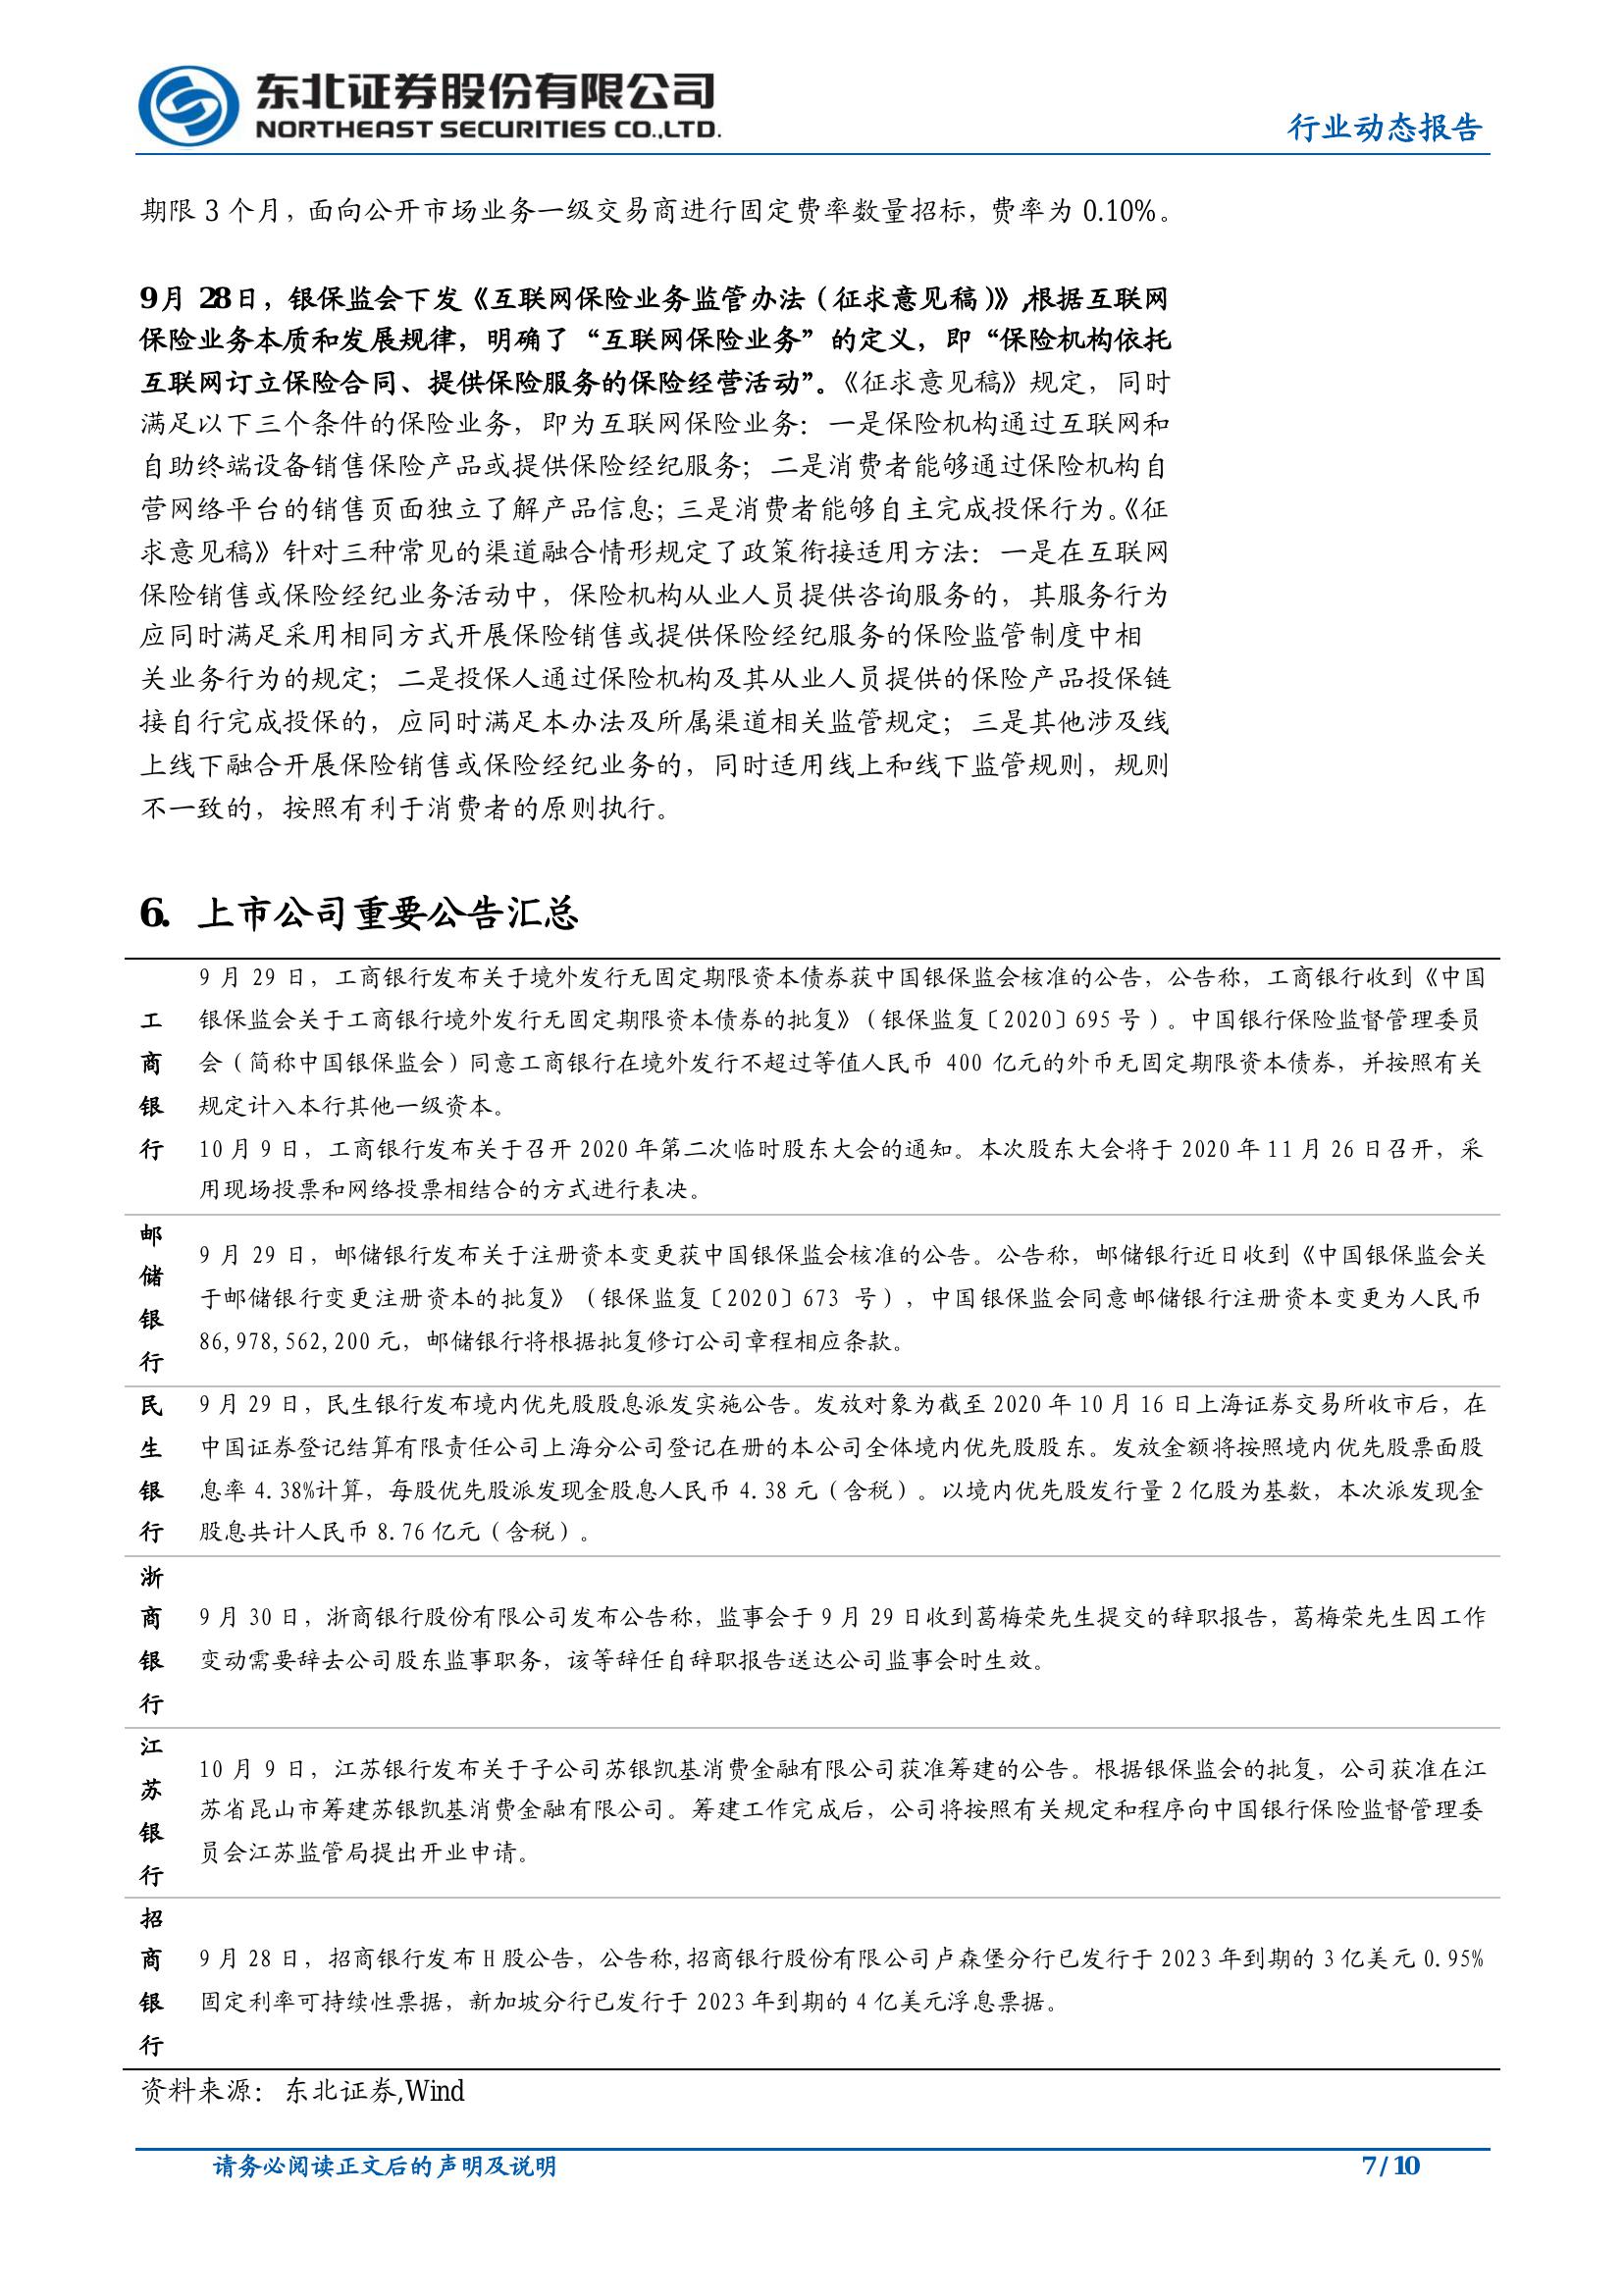 东北证券股份有限公司
NORTHEAST SECURITIES CO.,LTD.
行业动态报告
期限 3 个月，面向公开市场业务一级交易商进行固定费率数量招标，费率为 0.10%。
9月 28日，银保监会下发《互联网保险业务监管办法（征求意见稿）》,根据互联网
保险业务本质和发展规律，明确了“互联网保险业务”的定义，即“保险机构依托
互联网订立保险合同、提供保险服务的保险经营活动”。《征求意见稿》规定，同时
满足以下三个条件的保险业务，即为互联网保险业务：一是保险机构通过互联网和
自助终端设备销售保险产品或提供保险经纪服务；二是消费者能够通过保险机构自
营网络平台的销售页面独立了解产品信息；三是消费者能够自主完成投保行为。《征
求意见稿》针对三种常见的渠道融合情形规定了政策衔接适用方法：一是在互联网
保险销售或保险经纪业务活动中，保险机构从业人员提供咨询服务的，其服务行为
应同时满足采用相同方式开展保险销售或提供保险经纪服务的保险监管制度中相
关业务行为的规定；二是投保人通过保险机构及其从业人员提供的保险产品投保链
接自行完成投保的，应同时满足本办法及所属渠道相关监管规定；三是其他涉及线
上线下融合开展保险销售或保险经纪业务的，同时适用线上和线下监管规则，规则
不一致的，按照有利于消费者的原则执行。
6. 上市公司重要公告汇总
工
商
银
行
9 月 29 日，工商银行发布关于境外发行无固定期限资本债券获中国银保监会核准的公告，公告称，工商银行收到《中国
银保监会关于工商银行境外发行无固定期限资本债券的批复》（银保监复〔2020〕695 号）。中国银行保险监督管理委员
会（简称中国银保监会）同意工商银行在境外发行不超过等值人民币 400 亿元的外币无固定期限资本债券，并按照有关
规定计入本行其他一级资本。
10 月 9 日，工商银行发布关于召开 2020 年第二次临时股东大会的通知。本次股东大会将于 2020 年 11 月 26 日召开，采
用现场投票和网络投票相结合的方式进行表决。
邮
储
银
行
9 月 29 日，邮储银行发布关于注册资本变更获中国银保监会核准的公告。公告称，邮储银行近日收到《中国银保监会关
于邮储银行变更注册资本的批复》（银保监复〔2020〕673 号），中国银保监会同意邮储银行注册资本变更为人民币
86,978,562,200 元，邮储银行将根据批复修订公司章程相应条款。
民
生
银
行
9 月 29 日，民生银行发布境内优先股股息派发实施公告。发放对象为截至 2020 年 10 月 16 日上海证券交易所收市后，在
中国证券登记结算有限责任公司上海分公司登记在册的本公司全体境内优先股股东。发放金额将按照境内优先股票面股
息率 4.38%计算，每股优先股派发现金股息人民币 4.38 元（含税）。以境内优先股发行量 2 亿股为基数，本次派发现金
股息共计人民币 8.76 亿元（含税）。
浙
商
银
行
9 月 30 日，浙商银行股份有限公司发布公告称，监事会于 9 月 29 日收到葛梅荣先生提交的辞职报告，葛梅荣先生因工作
变动需要辞去公司股东监事职务，该等辞任自辞职报告送达公司监事会时生效。
江
苏
银
行
10 月 9 日，江苏银行发布关于子公司苏银凯基消费金融有限公司获准筹建的公告。根据银保监会的批复，公司获准在江
苏省昆山市筹建苏银凯基消费金融有限公司。筹建工作完成后，公司将按照有关规定和程序向中国银行保险监督管理委
员会江苏监管局提出开业申请。
招
商
银
行
9 月 28 日，招商银行发布 H 股公告，公告称,招商银行股份有限公司卢森堡分行已发行于 2023 年到期的 3 亿美元 0.95%
固定利率可持续性票据，新加坡分行已发行于 2023 年到期的 4 亿美元浮息票据。
资料来源：东北证券,Wind
请务必阅读正文后的声明及说明
7 / 10